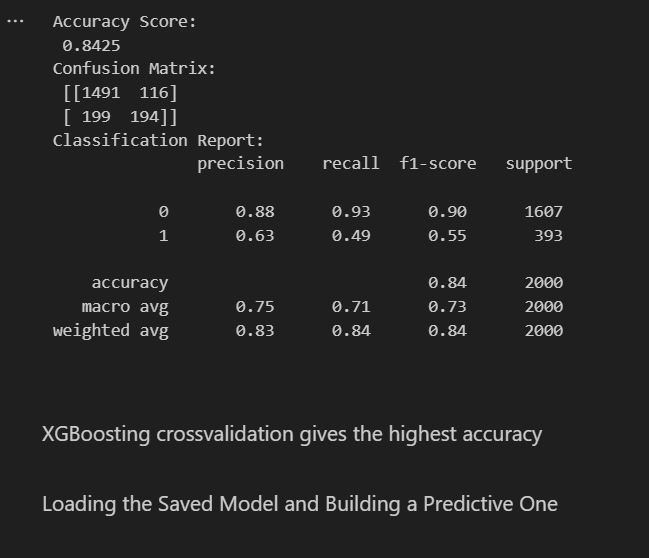 ...
Accuracy Score:
0.8425
Confusion Matrix:
[[1491 116]
[ 199 194]]
Classification Report:
precision recall f1-score support
0 0.88 0.93 0.90 1607
1 0.63 0.49 0.55 393
accuracy 0.84 2000
macro avg 0.75 0.71 0.73 2000
weighted avg 0.83 0.84 0.84 2000
XGBoosting crossvalidation gives the highest accuracy
Loading the Saved Model and Building a Predictive One